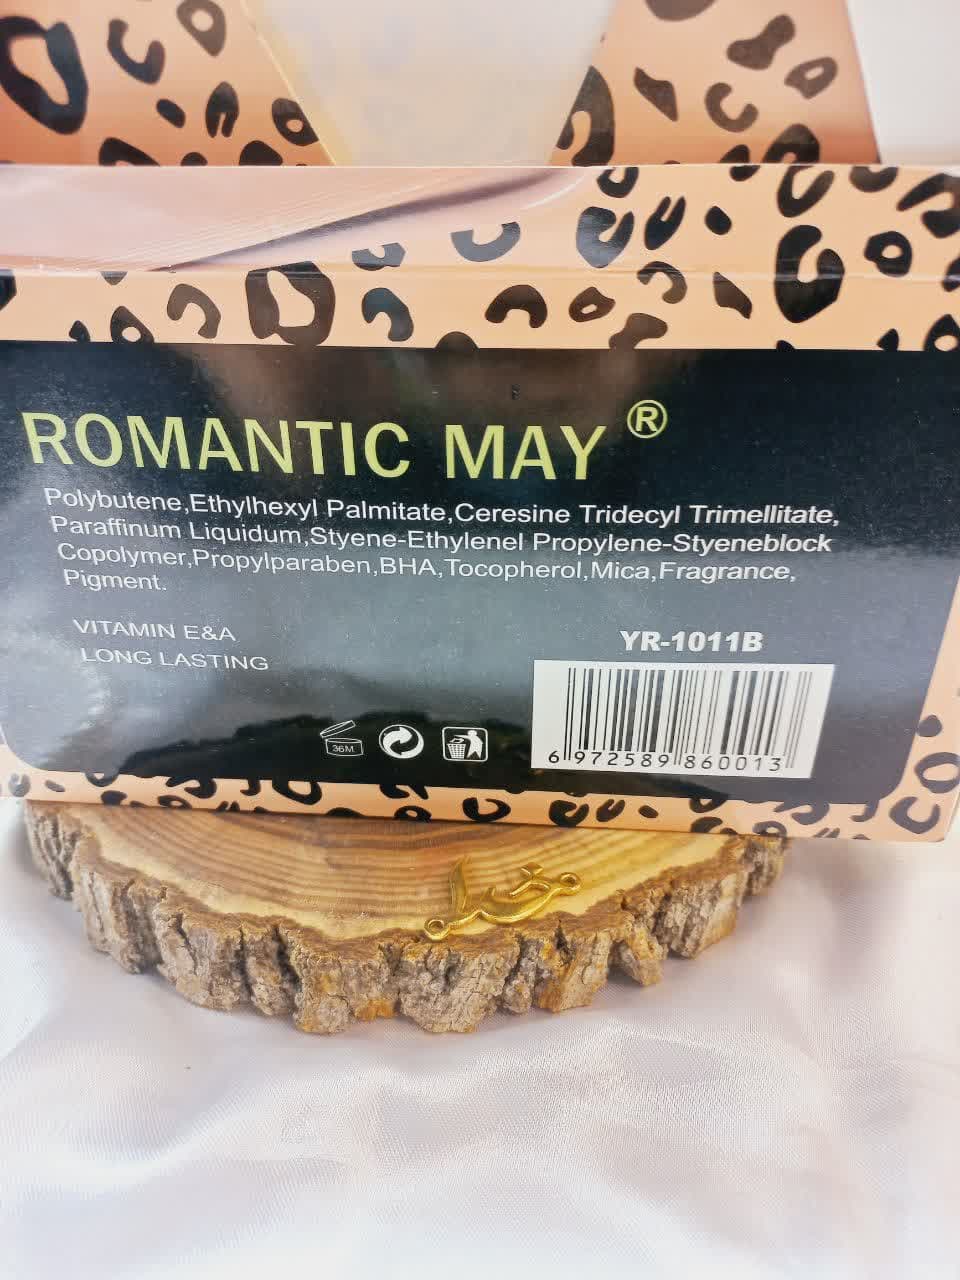 ROMANTIC MAY ®
Polybutene,Ethylhexyl Palmitate,Ceresine Tridecyl Trimellitate,
Paraffinum Liquidum,Styene-Ethylenel Propylene-Styeneblock
Copolymer,Propylparaben,BHA,Tocopherol,Mica,Fragrance,
Pigment.
VITAMIN E&A
LONG LASTING
YR-1011B
36M
6 972589 860013
خدا